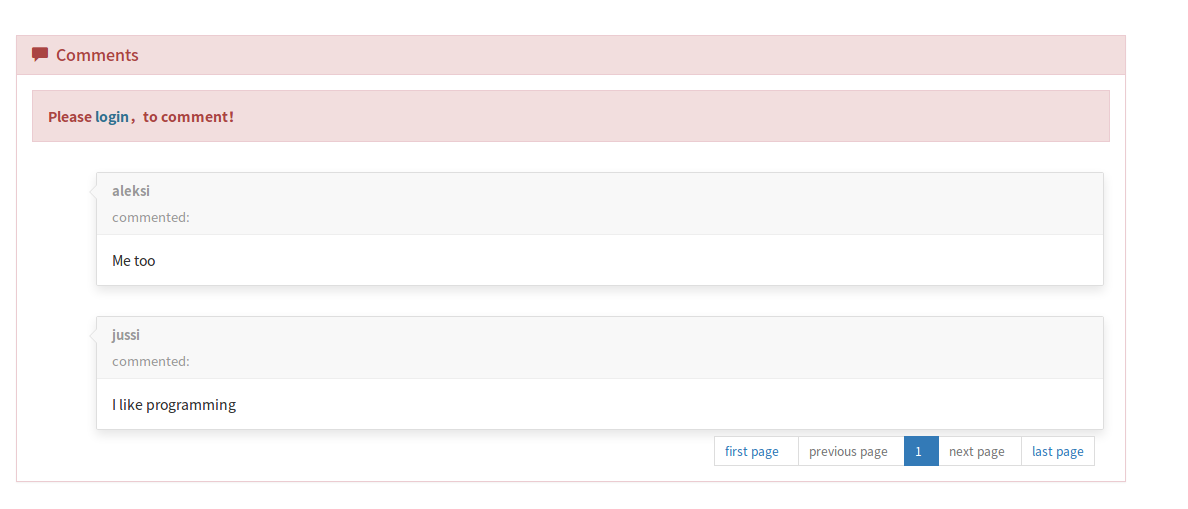 Comments
Please login，to comment!
aleksi
commented:
Me too
jussi
commented:
I like programming
first page previous page 1 next page last page